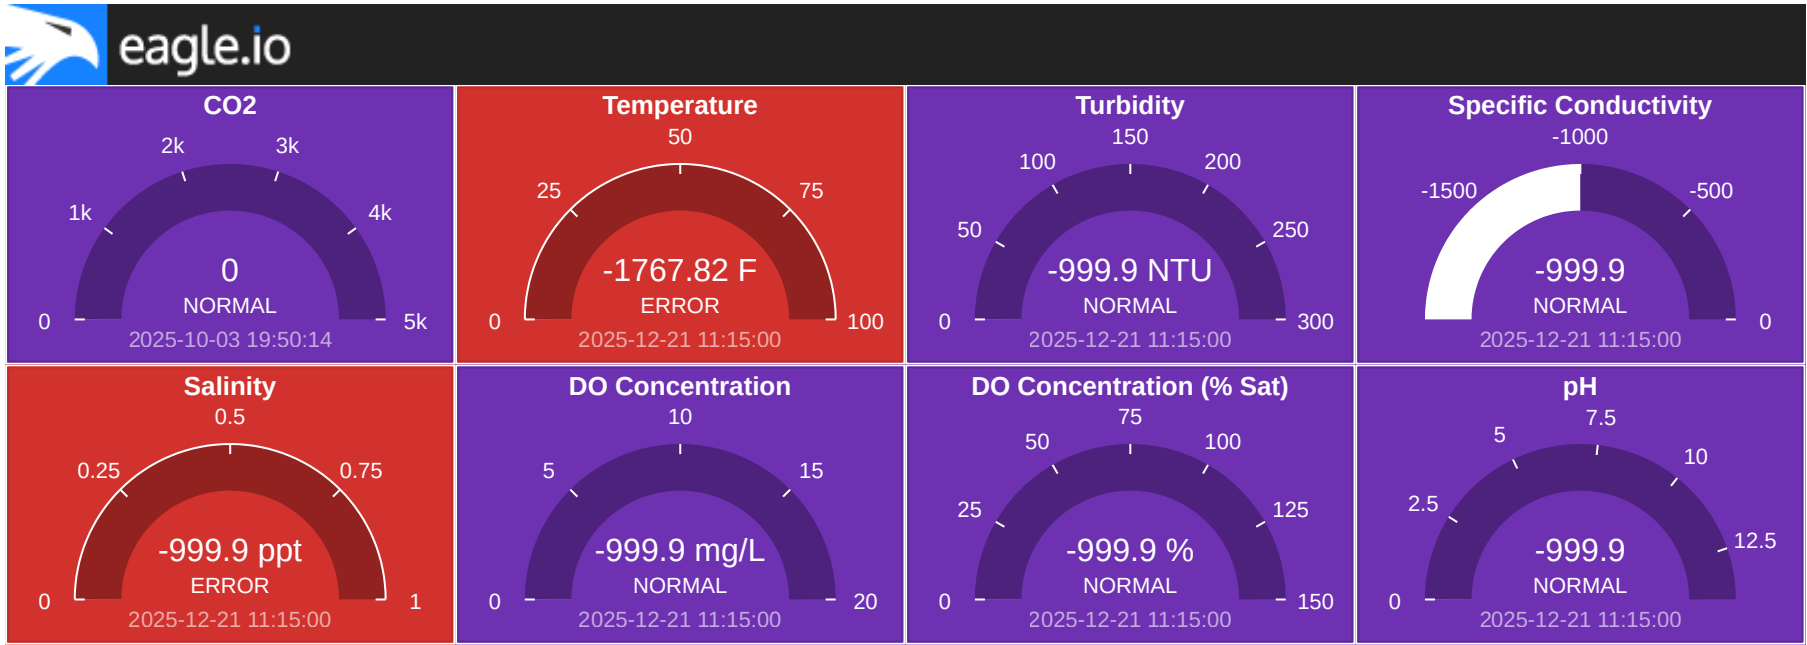 eagle.io
CO2
2k
3k
1k
4k
0
NORMAL
0
5k
2025-10-03 19:50:14
Temperature
50
25
75
-1767.82 F
ERROR
0
100
2025-12-21 11:15:00
Turbidity
150
100
200
50
250
-999.9 NTU
NORMAL
0
300
2025-12-21 11:15:00
Specific Conductivity
-1000
-1500
-500
-999.9
NORMAL
0
2025-12-21 11:15:00
Salinity
0.5
0.25
0.75
-999.9 ppt
ERROR
0
1
2025-12-21 11:15:00
DO Concentration
10
5
15
-999.9 mg/L
NORMAL
0
20
2025-12-21 11:15:00
DO Concentration (% Sat)
75
50
100
25
125
-999.9 %
NORMAL
0
150
2025-12-21 11:15:00
pH
7.5
5
10
2.5
12.5
-999.9
NORMAL
0
2025-12-21 11:15:00